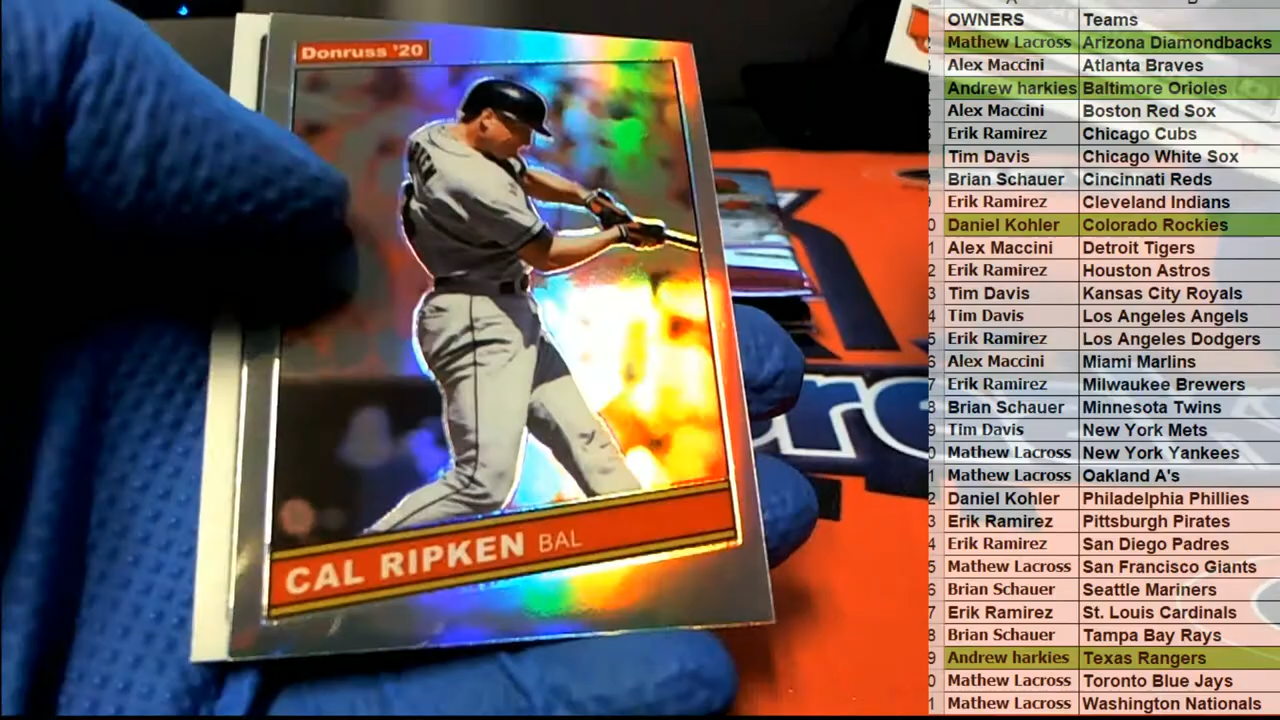 Donruss '20
CAL RIPKEN BAL
OWNERS Teams
Mathew Lacross Arizona Diamondbacks
Alex Maccini Atlanta Braves
Andrew harkies Baltimore Orioles
Alex Maccini Boston Red Sox
Erik Ramirez Chicago Cubs
Tim Davis Chicago White Sox
Brian Schauer Cincinnati Reds
Erik Ramirez Cleveland Indians
Daniel Kohler Colorado Rockies
Alex Maccini Detroit Tigers
Erik Ramirez Houston Astros
Tim Davis Kansas City Royals
Tim Davis Los Angeles Angels
Erik Ramirez Los Angeles Dodgers
Alex Maccini Miami Marlins
Erik Ramirez Milwaukee Brewers
Brian Schauer Minnesota Twins
Tim Davis New York Mets
Mathew Lacross New York Yankees
Mathew Lacross Oakland A's
Daniel Kohler Philadelphia Phillies
Erik Ramirez Pittsburgh Pirates
Erik Ramirez San Diego Padres
Mathew Lacross San Francisco Giants
Brian Schauer Seattle Mariners
Erik Ramirez St. Louis Cardinals
Brian Schauer Tampa Bay Rays
Andrew harkies Texas Rangers
Mathew Lacross Toronto Blue Jays
Mathew Lacross Washington Nationals